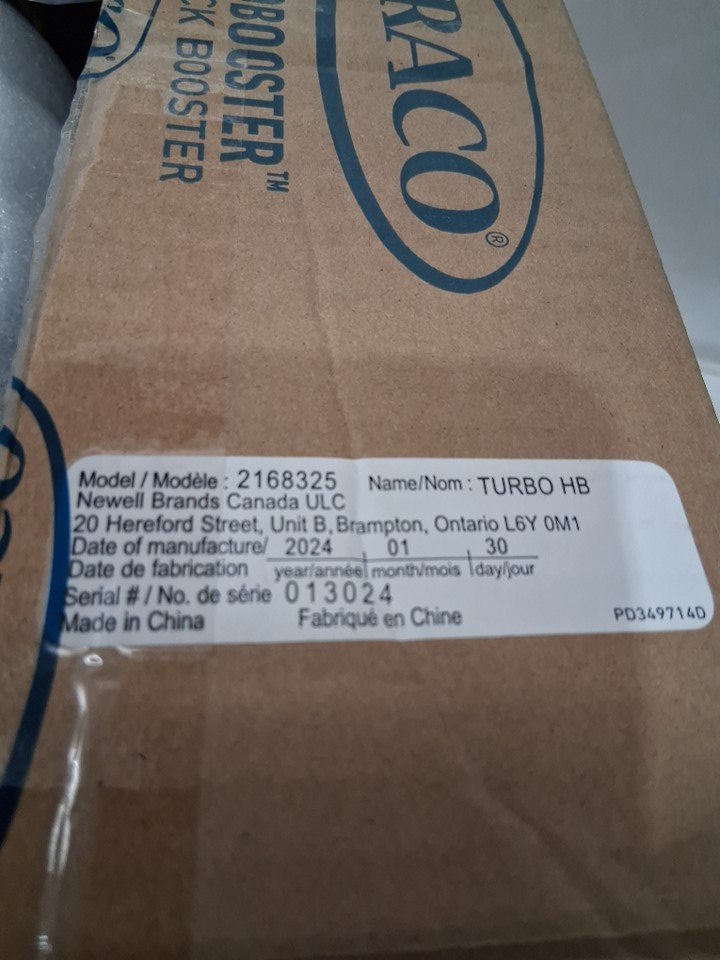 RACO®
BOOSTER™
CK BOOSTER
Model / Modèle : 2168325 Name/Nom : TURBO HB
Newell Brands Canada ULC
20 Hereford Street, Unit B, Brampton, Ontario L6Y 0M1
Date of manufacture/ 2024 01 30
Date de fabrication year/année month/mois day/jour
Serial # / No. de série 013024
Made in China Fabriqué en Chine PD349714D